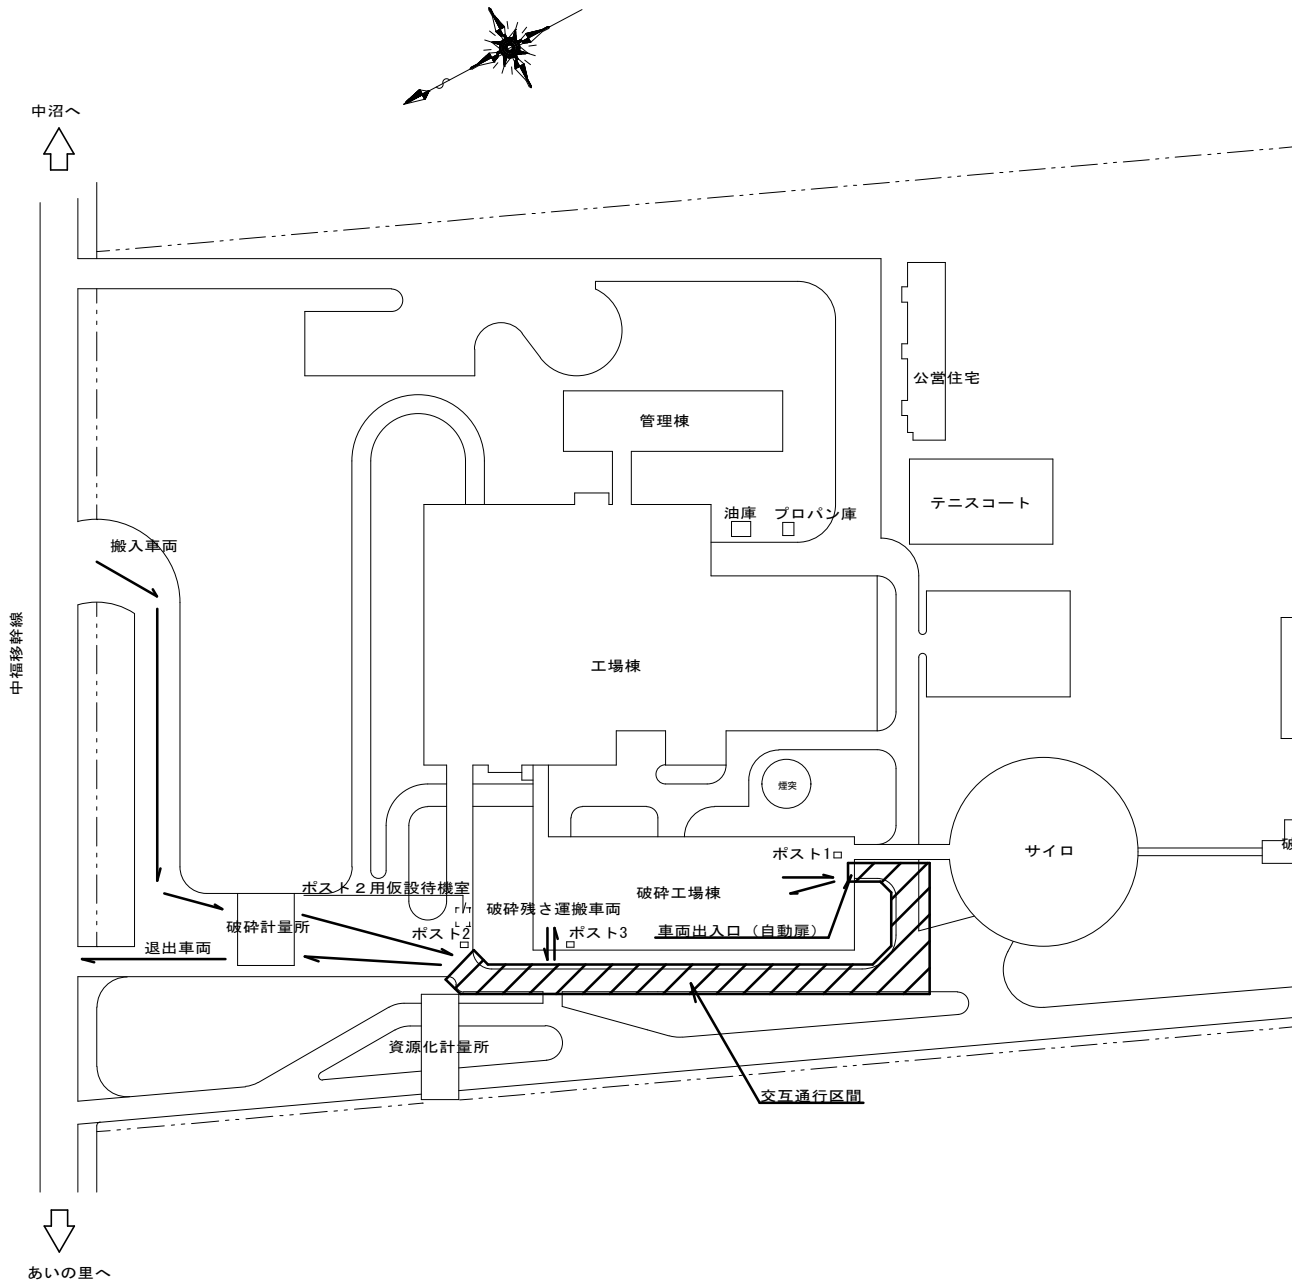 中沼へ
公営住宅
管理棟
テニスコート
油庫
プロパン庫
搬入車両
中福移幹線
工場棟
煙突
ポスト1
サイロ
破
ポスト2用仮設待機室
破砕工場棟
破砕残さ運搬車両
破砕計量所
ポスト2
ポスト3
車両出入口(自動扉)
退出車両
資源化計量所
交互通行区間
あいの里へ